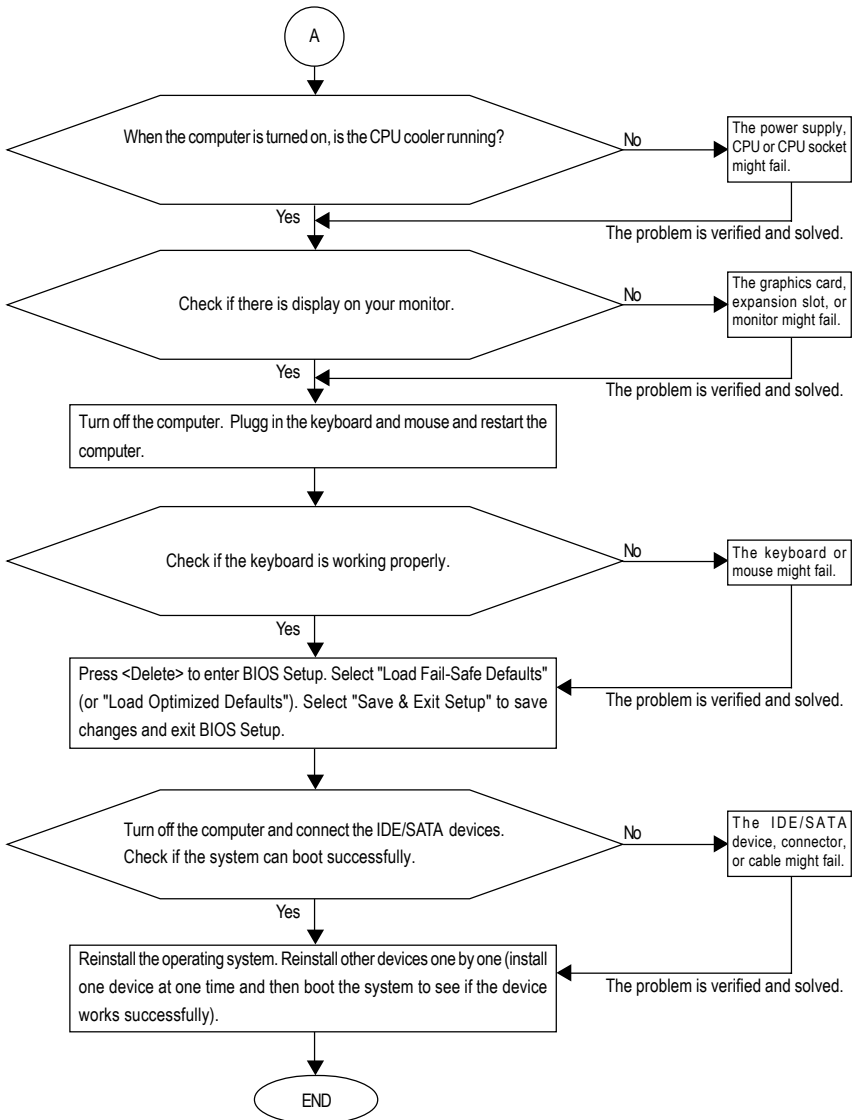 A
When the computer is turned on, is the CPU cooler running?
No
The power supply,
CPU or CPU socket
might fail.
Yes
The problem is verified and solved.
Check if there is display on your monitor.
No
The graphics card,
expansion slot, or
monitor might fail.
Yes
The problem is verified and solved.
Turn off the computer. Plugg in the keyboard and mouse and restart the
computer.
Check if the keyboard is working properly.
No
The keyboard or
mouse might fail.
Yes
Press <Delete> to enter BIOS Setup. Select "Load Fail-Safe Defaults"
(or "Load Optimized Defaults"). Select "Save & Exit Setup" to save
changes and exit BIOS Setup.
The problem is verified and solved.
Turn off the computer and connect the IDE/SATA devices.
Check if the system can boot successfully.
No
The IDE/SATA
device, connector,
or cable might fail.
Yes
Reinstall the operating system. Reinstall other devices one by one (install
one device at one time and then boot the system to see if the device
works successfully).
The problem is verified and solved.
END